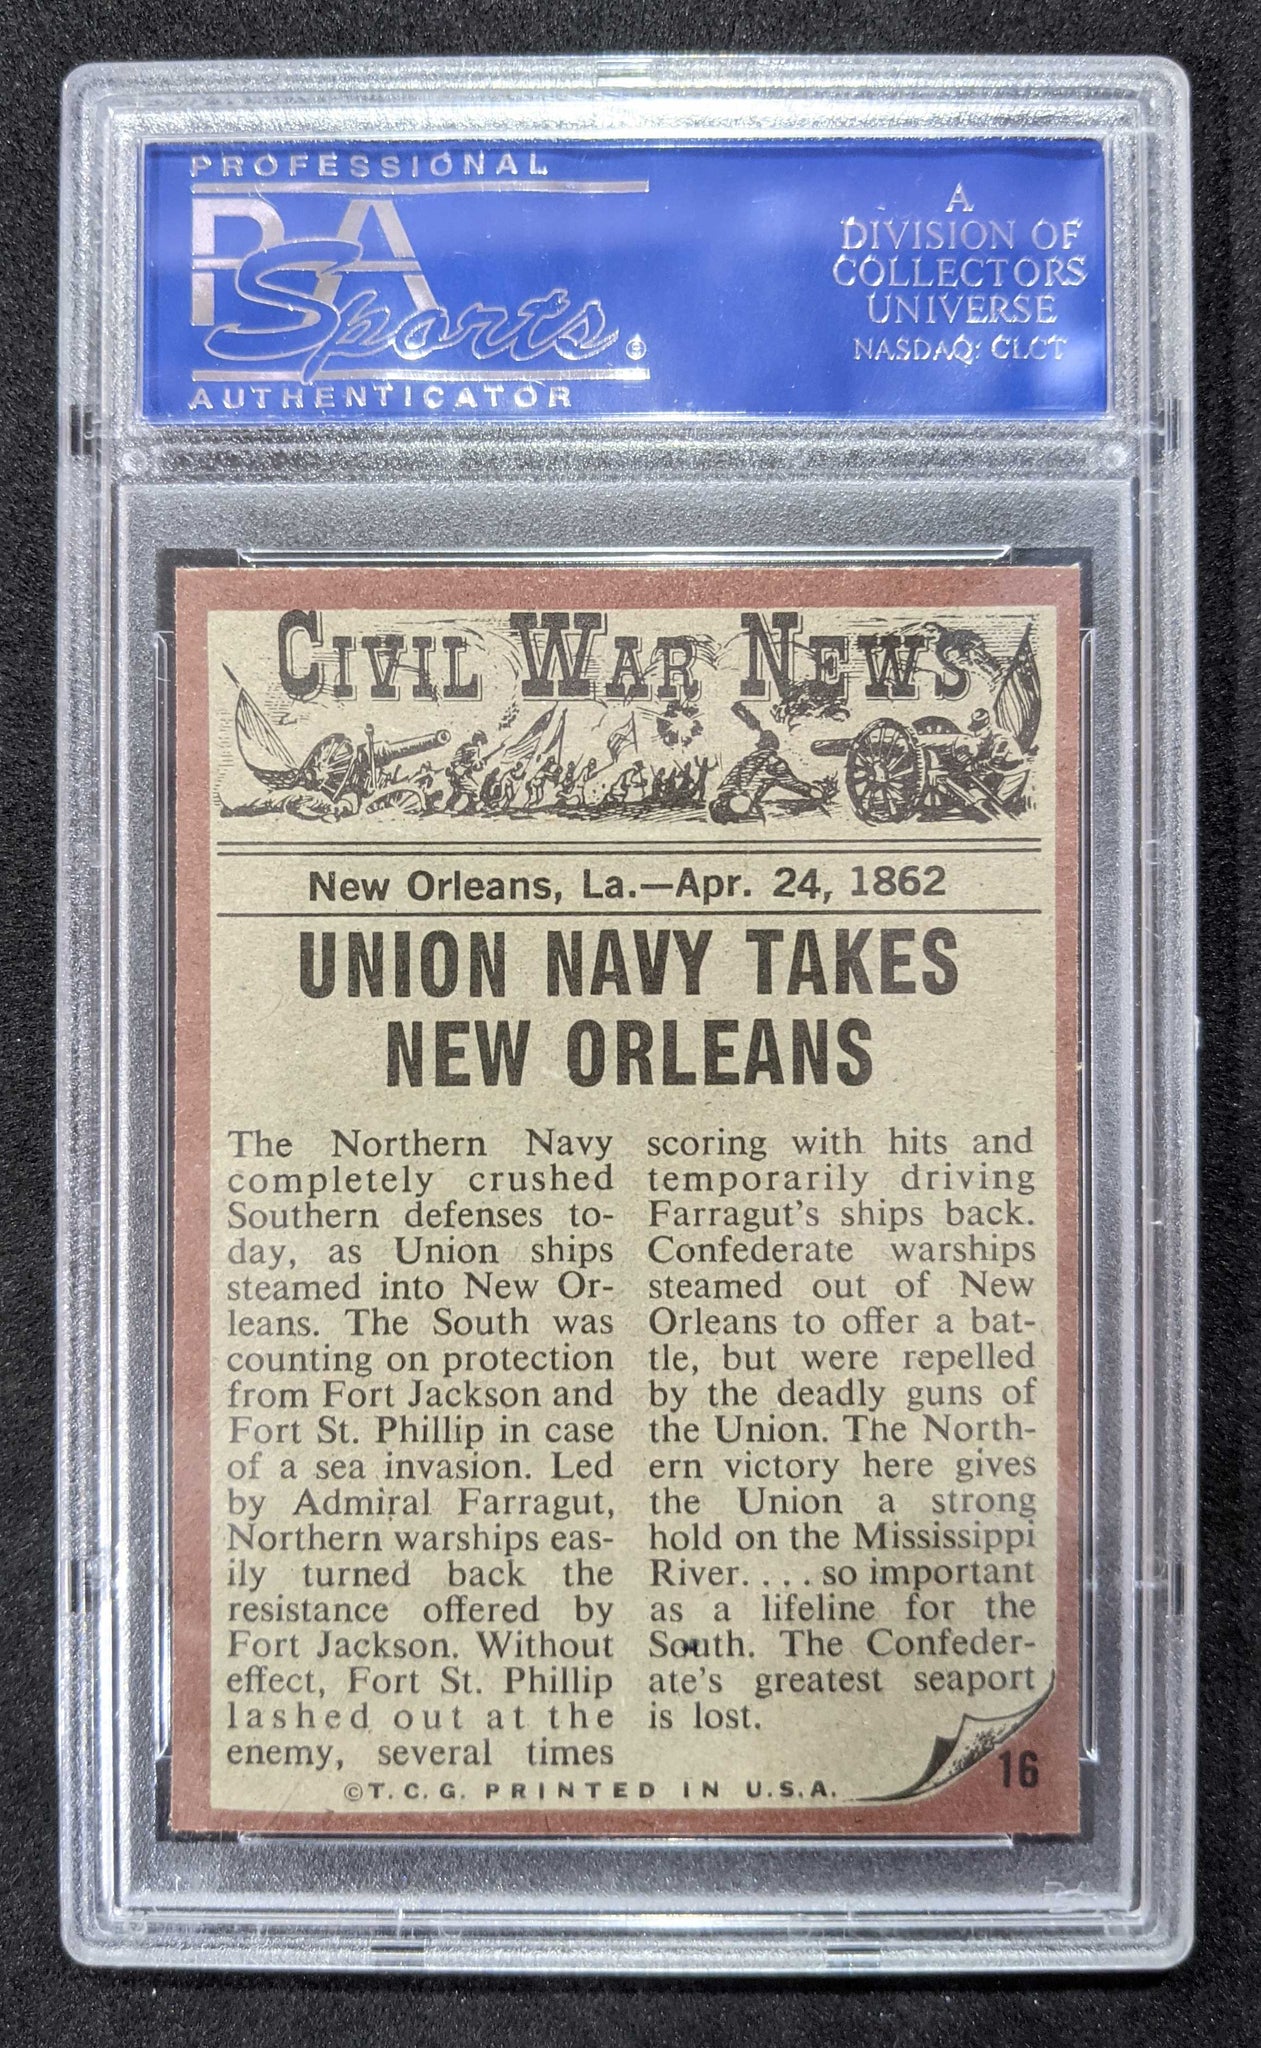 PROFESSIONAL
PSA
Sports
AUTHENTICATOR
A
DIVISION OF
COLLECTORS
UNIVERSE
NASDAQ: CLCT
CIVIL WAR NEWS
New Orleans, La.—Apr. 24, 1862
UNION NAVY TAKES
NEW ORLEANS
The Northern Navy
completely crushed
Southern defenses to-
day, as Union ships
steamed into New Or-
leans. The South was
counting on protection
from Fort Jackson and
Fort St. Phillip in case
of a sea invasion. Led
by Admiral Farragut,
Northern warships eas-
ily turned back the
resistance offered by
Fort Jackson. Without
effect, Fort St. Phillip
lashed out at the
enemy, several times
scoring with hits and
temporarily driving
Farragut's ships back.
Confederate warships
steamed out of New
Orleans to offer a bat-
tle, but were repelled
by the deadly guns of
the Union. The North-
ern victory here gives
the Union a strong
hold on the Mississippi
River. . . . so important
as a lifeline for the
South. The Confeder-
ate's greatest seaport
is lost.
©T. C. G. PRINTED IN U.S.A.
16